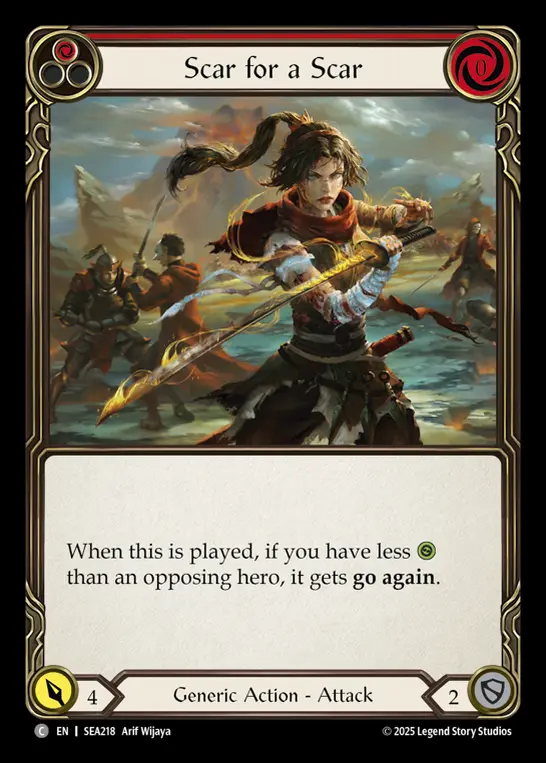 Scar for a Scar
0
When this is played, if you have less
than an opposing hero, it gets go again.
4
Generic Action - Attack
2
C EN | SEA218 Arif Wijaya
© 2025 Legend Story Studios